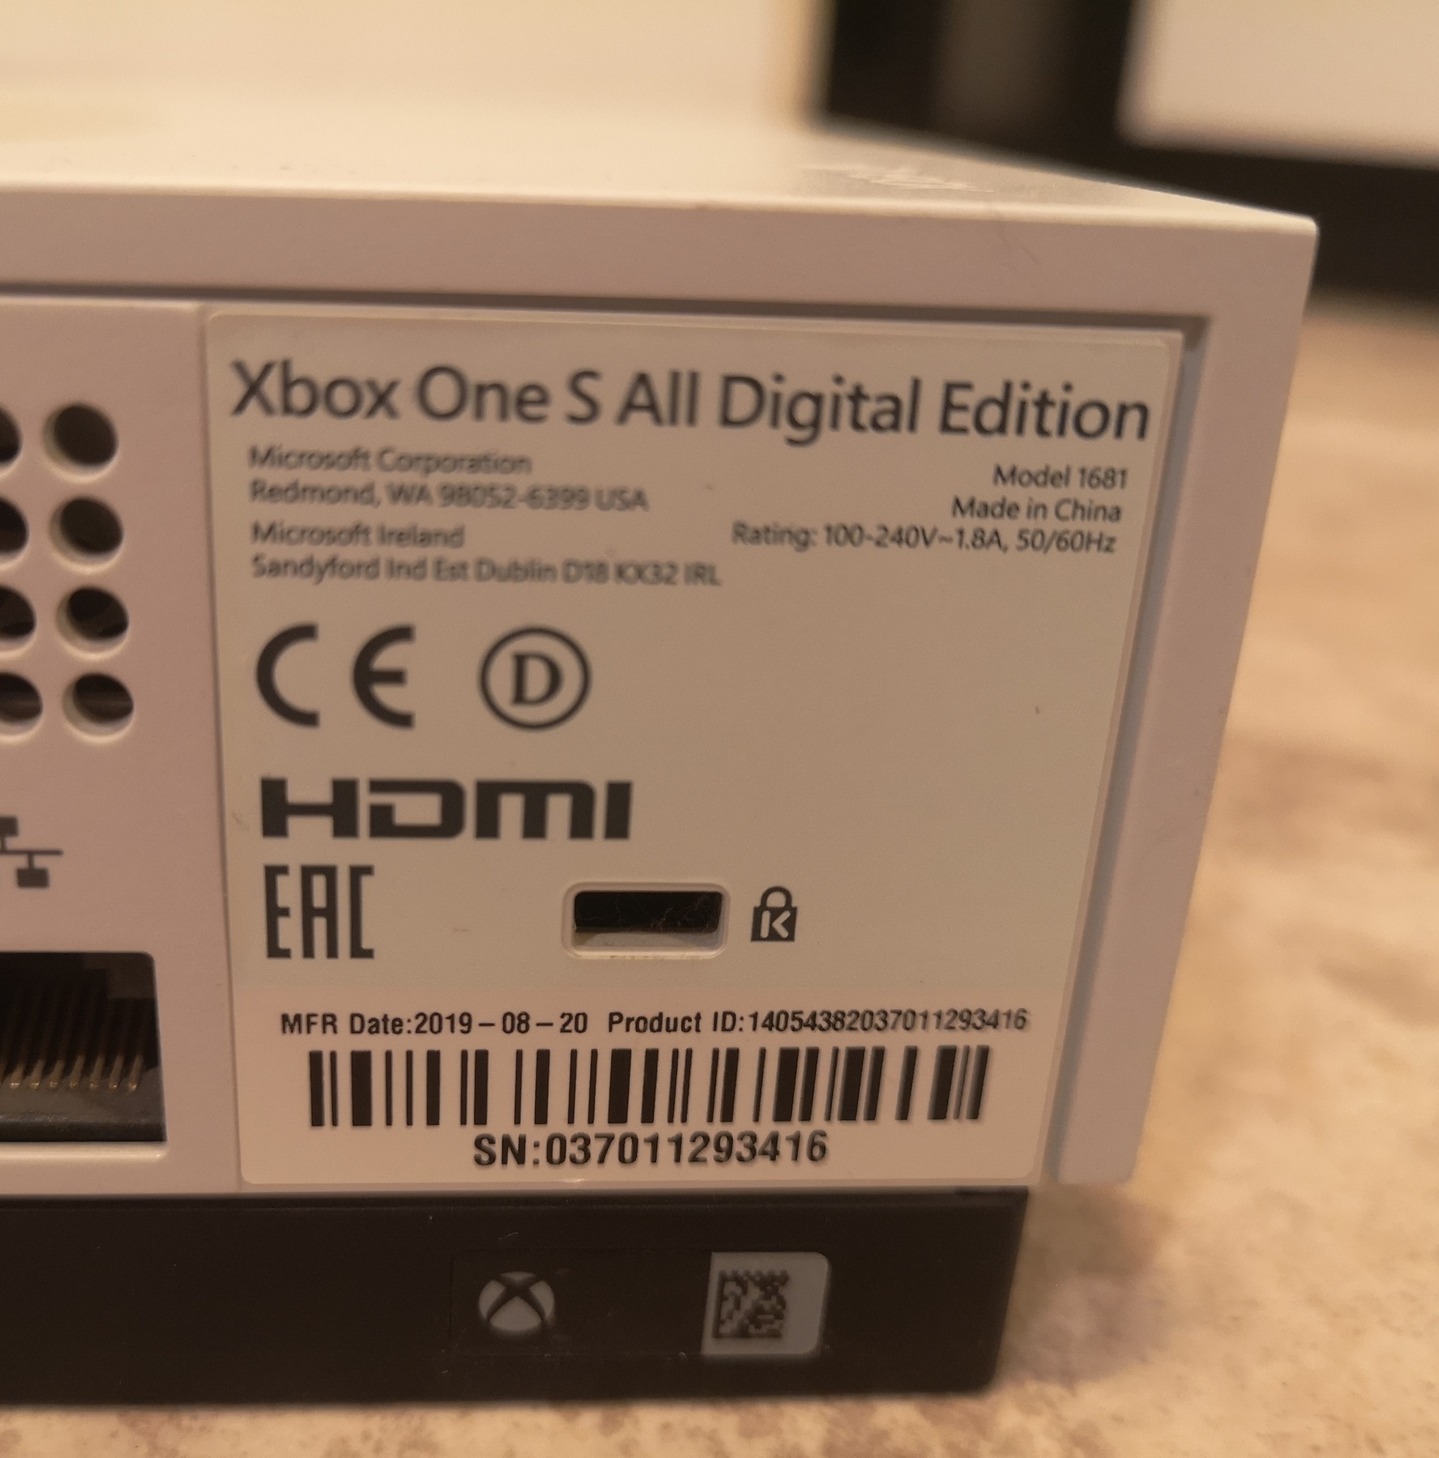 Xbox One S All Digital Edition
Microsoft Corporation
Redmond, WA 98052-6399 USA
Microsoft Ireland
Sandyford Ind Est Dublin D18 KX32 IRL
Model 1681
Made in China
Rating: 100-240V~1.8A, 50/60Hz
CE D
HDMI
EAC
K
MFR Date:2019-08-20 Product ID:14054382037011293416
SN:037011293416